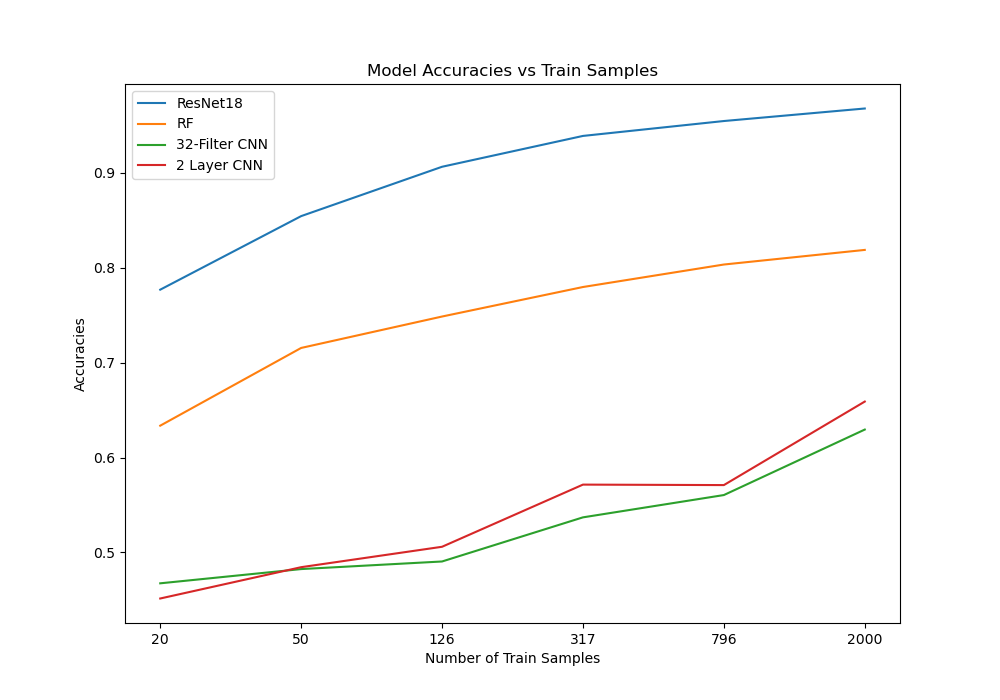 Model Accuracies vs Train Samples
ResNet18
RF
32-Filter CNN
2 Layer CNN
0.9
0.8
0.7
0.6
0.5
Accuracies
20 50 126 317 796 2000
Number of Train Samples